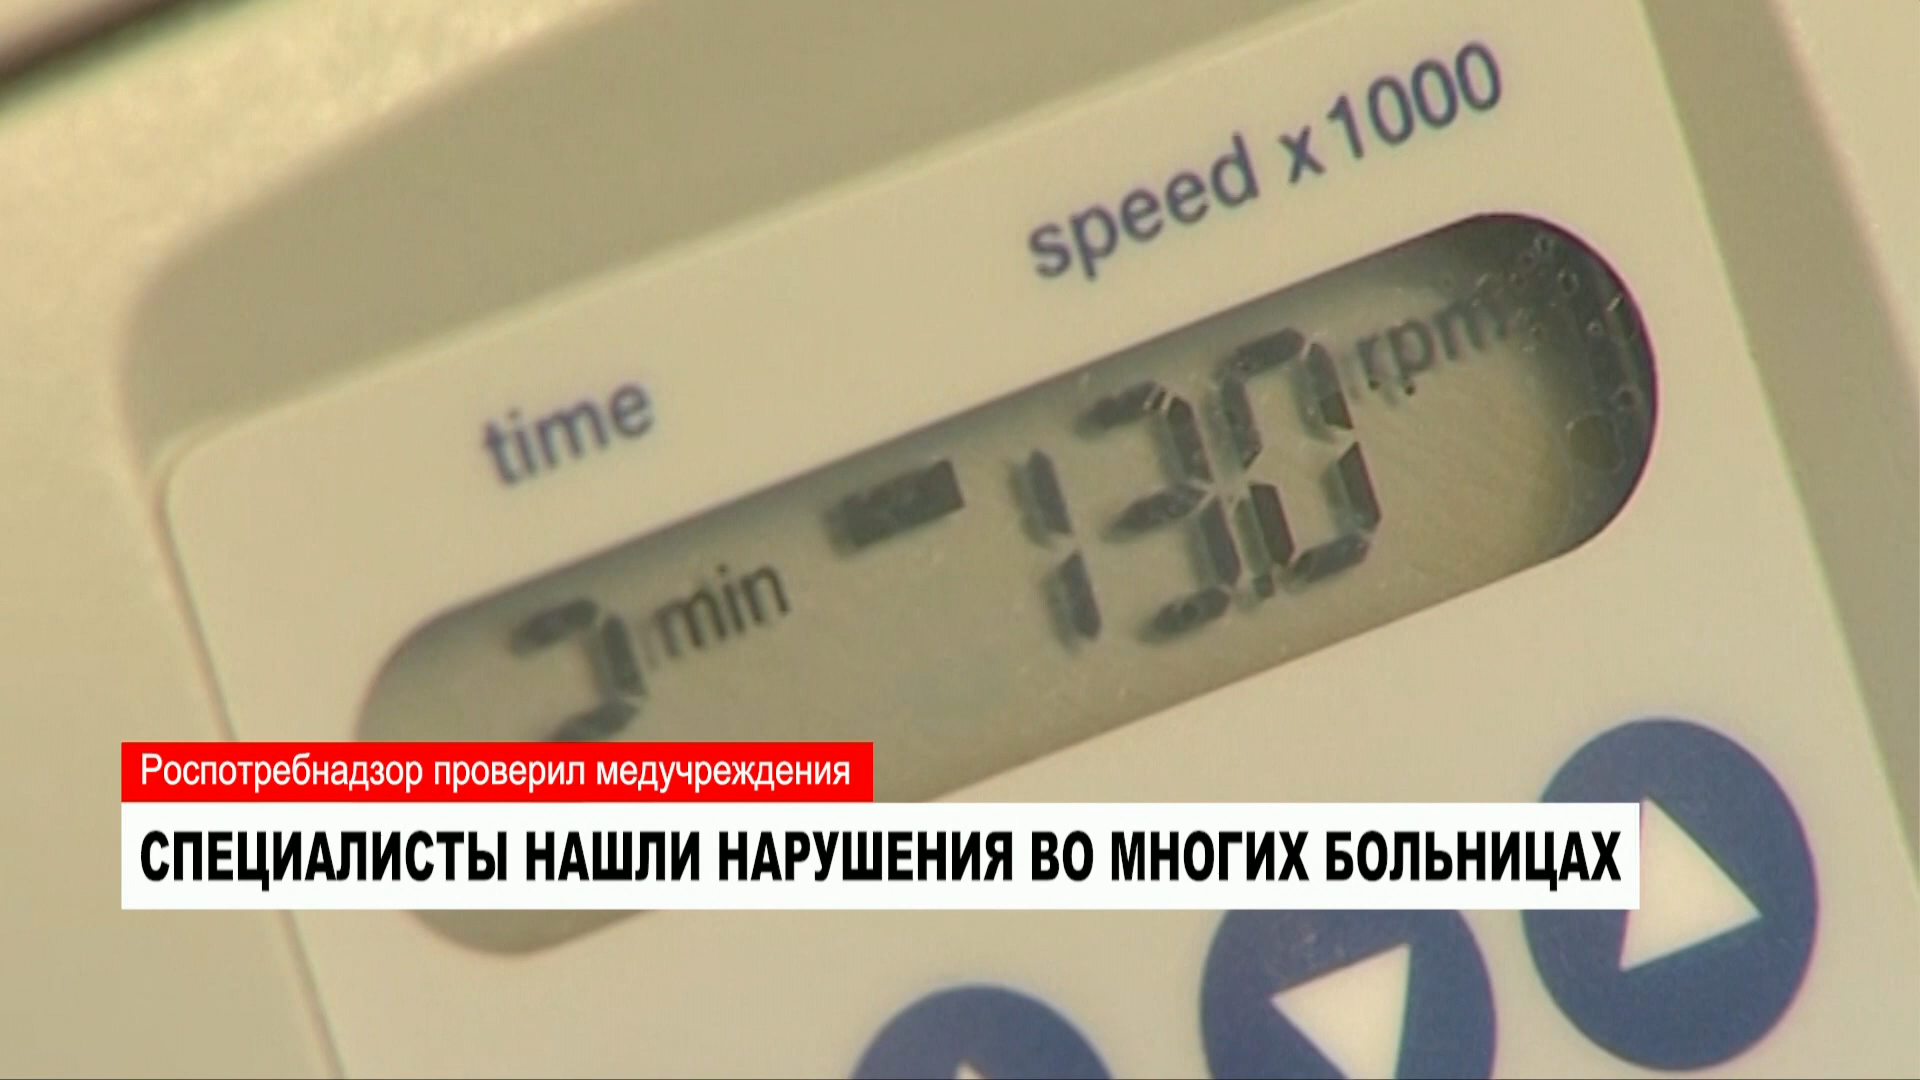 speed x1000
time
2 min - 13.0 rpm
Роспотребнадзор проверил медучреждения
СПЕЦИАЛИСТЫ НАШЛИ НАРУШЕНИЯ ВО МНОГИХ БОЛЬНИЦАХ